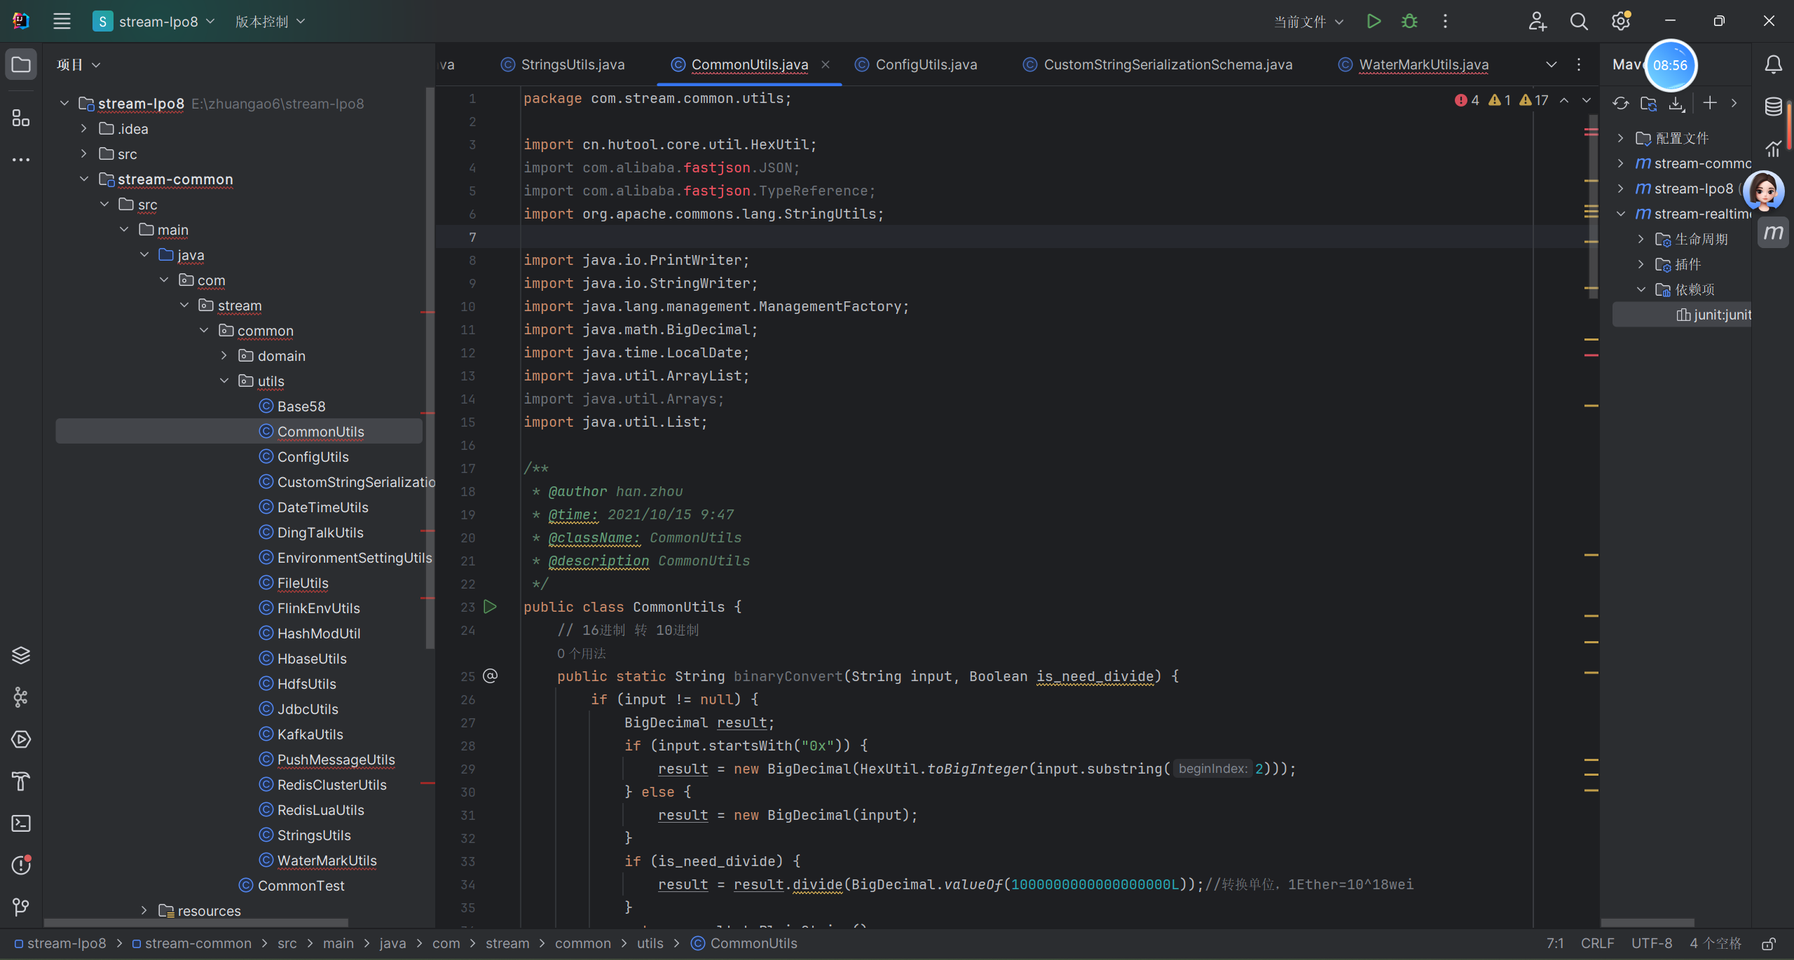 S stream-lpo8 版本控制 当前文件
项目
stream-lpo8 E:\zhuangao6\stream-lpo8
.idea
src
stream-common
src
main
java
com
stream
common
domain
utils
Base58
CommonUtils
ConfigUtils
CustomStringSerializatio
DateTimeUtils
DingTalkUtils
EnvironmentSettingUtils
FileUtils
FlinkEnvUtils
HashModUtil
HbaseUtils
HdfsUtils
JdbcUtils
KafkaUtils
PushMessageUtils
RedisClusterUtils
RedisLuaUtils
StringsUtils
WaterMarkUtils
CommonTest
resources
va StringsUtils.java CommonUtils.java ConfigUtils.java CustomStringSerializationSchema.java WaterMarkUtils.java
4 1 17
1 package com.stream.common.utils;
2
3 import cn.hutool.core.util.HexUtil;
4 import com.alibaba.fastjson.JSON;
5 import com.alibaba.fastjson.TypeReference;
6 import org.apache.commons.lang.StringUtils;
7
8 import java.io.PrintWriter;
9 import java.io.StringWriter;
10 import java.lang.management.ManagementFactory;
11 import java.math.BigDecimal;
12 import java.time.LocalDate;
13 import java.util.ArrayList;
14 import java.util.Arrays;
15 import java.util.List;
16
17 /**
18 * @author han.zhou
19 * @time: 2021/10/15 9:47
20 * @className: CommonUtils
21 * @description CommonUtils
22 */
23 public class CommonUtils {
24 // 16进制 转 10进制
0 个用法
25 public static String binaryConvert(String input, Boolean is_need_divide) {
26 if (input != null) {
27 BigDecimal result;
28 if (input.startsWith("0x")) {
29 result = new BigDecimal(HexUtil.toBigInteger(input.substring( beginIndex: 2)));
30 } else {
31 result = new BigDecimal(input);
32 }
33 if (is_need_divide) {
34 result = result.divide(BigDecimal.valueOf(1000000000000000000L));//转换单位，1Ether=10^18wei
35 }
Mave
08:56
配置文件
stream-commo
stream-lpo8 (
stream-realtime
生命周期
插件
依赖项
junit:junit
stream-lpo8 > stream-common > src > main > java > com > stream > common > utils > CommonUtils
7:1 CRLF UTF-8 4 个空格